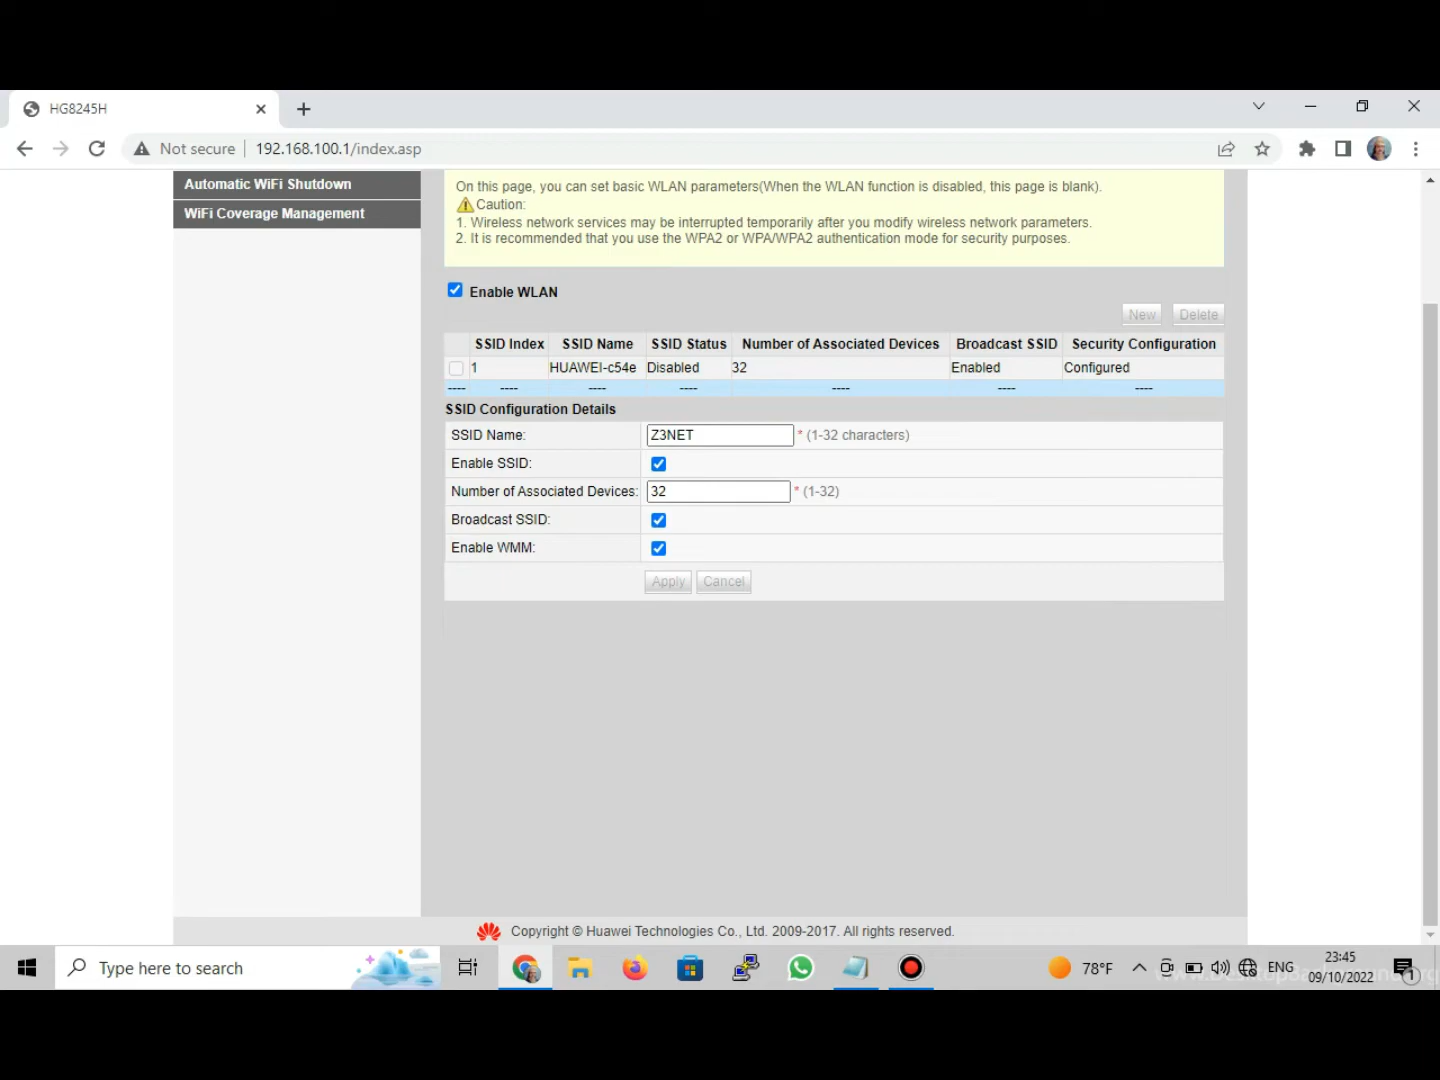 HG8245H
Not secure
192.168.100.1/index.asp
Automatic WiFi Shutdown
WiFi Coverage Management
On this page, you can set basic WLAN parameters(When the WLAN function is disabled, this page is blank).
Caution:
1. Wireless network services may be interrupted temporarily after you modify wireless network parameters.
2. It is recommended that you use the WPA2 or WPA/WPA2 authentication mode for security purposes.
Enable WLAN
New Delete
SSID Index SSID Name SSID Status Number of Associated Devices Broadcast SSID Security Configuration
1 HUAWEI-c54e Disabled 32 Enabled Configured
---- ---- ---- ---- ---- ---- ----
SSID Configuration Details
SSID Name: Z3NET * (1-32 characters)
Enable SSID:
Number of Associated Devices: 32 * (1-32)
Broadcast SSID:
Enable WMM:
Apply Cancel
Copyright © Huawei Technologies Co., Ltd. 2009-2017. All rights reserved.
Type here to search
78°F
ENG
23:45
09/10/2022
1